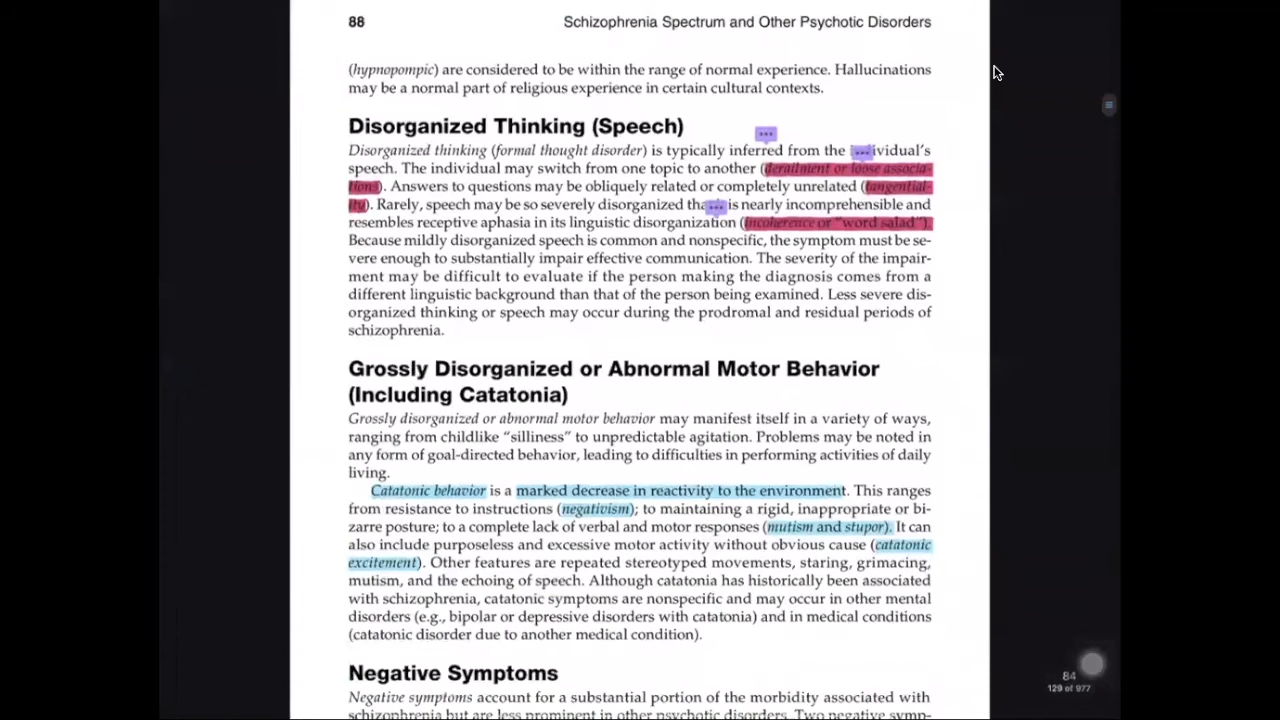 88 Schizophrenia Spectrum and Other Psychotic Disorders
(hypnopompic) are considered to be within the range of normal experience. Hallucinations
may be a normal part of religious experience in certain cultural contexts.
Disorganized Thinking (Speech)
Disorganized thinking (formal thought disorder) is typically inferred from the individual's
speech. The individual may switch from one topic to another (derailment or loose associa-
tions). Answers to questions may be obliquely related or completely unrelated (tangential-
ity). Rarely, speech may be so severely disorganized that it is nearly incomprehensible and
resembles receptive aphasia in its linguistic disorganization (incoherence or "word salad").
Because mildly disorganized speech is common and nonspecific, the symptom must be se-
vere enough to substantially impair effective communication. The severity of the impair-
ment may be difficult to evaluate if the person making the diagnosis comes from a
different linguistic background than that of the person being examined. Less severe dis-
organized thinking or speech may occur during the prodromal and residual periods of
schizophrenia.
Grossly Disorganized or Abnormal Motor Behavior
(Including Catatonia)
Grossly disorganized or abnormal motor behavior may manifest itself in a variety of ways,
ranging from childlike "silliness" to unpredictable agitation. Problems may be noted in
any form of goal-directed behavior, leading to difficulties in performing activities of daily
living.
Catatonic behavior is a marked decrease in reactivity to the environment. This ranges
from resistance to instructions (negativism); to maintaining a rigid, inappropriate or bi-
zarre posture; to a complete lack of verbal and motor responses (mutism and stupor). It can
also include purposeless and excessive motor activity without obvious cause (catatonic
excitement). Other features are repeated stereotyped movements, staring, grimacing,
mutism, and the echoing of speech. Although catatonia has historically been associated
with schizophrenia, catatonic symptoms are nonspecific and may occur in other mental
disorders (e.g., bipolar or depressive disorders with catatonia) and in medical conditions
(catatonic disorder due to another medical condition).
Negative Symptoms
Negative symptoms account for a substantial portion of the morbidity associated with
schizophrenia but are less prominent in other psychotic disorders. Two negative symp-
84
129 of 977